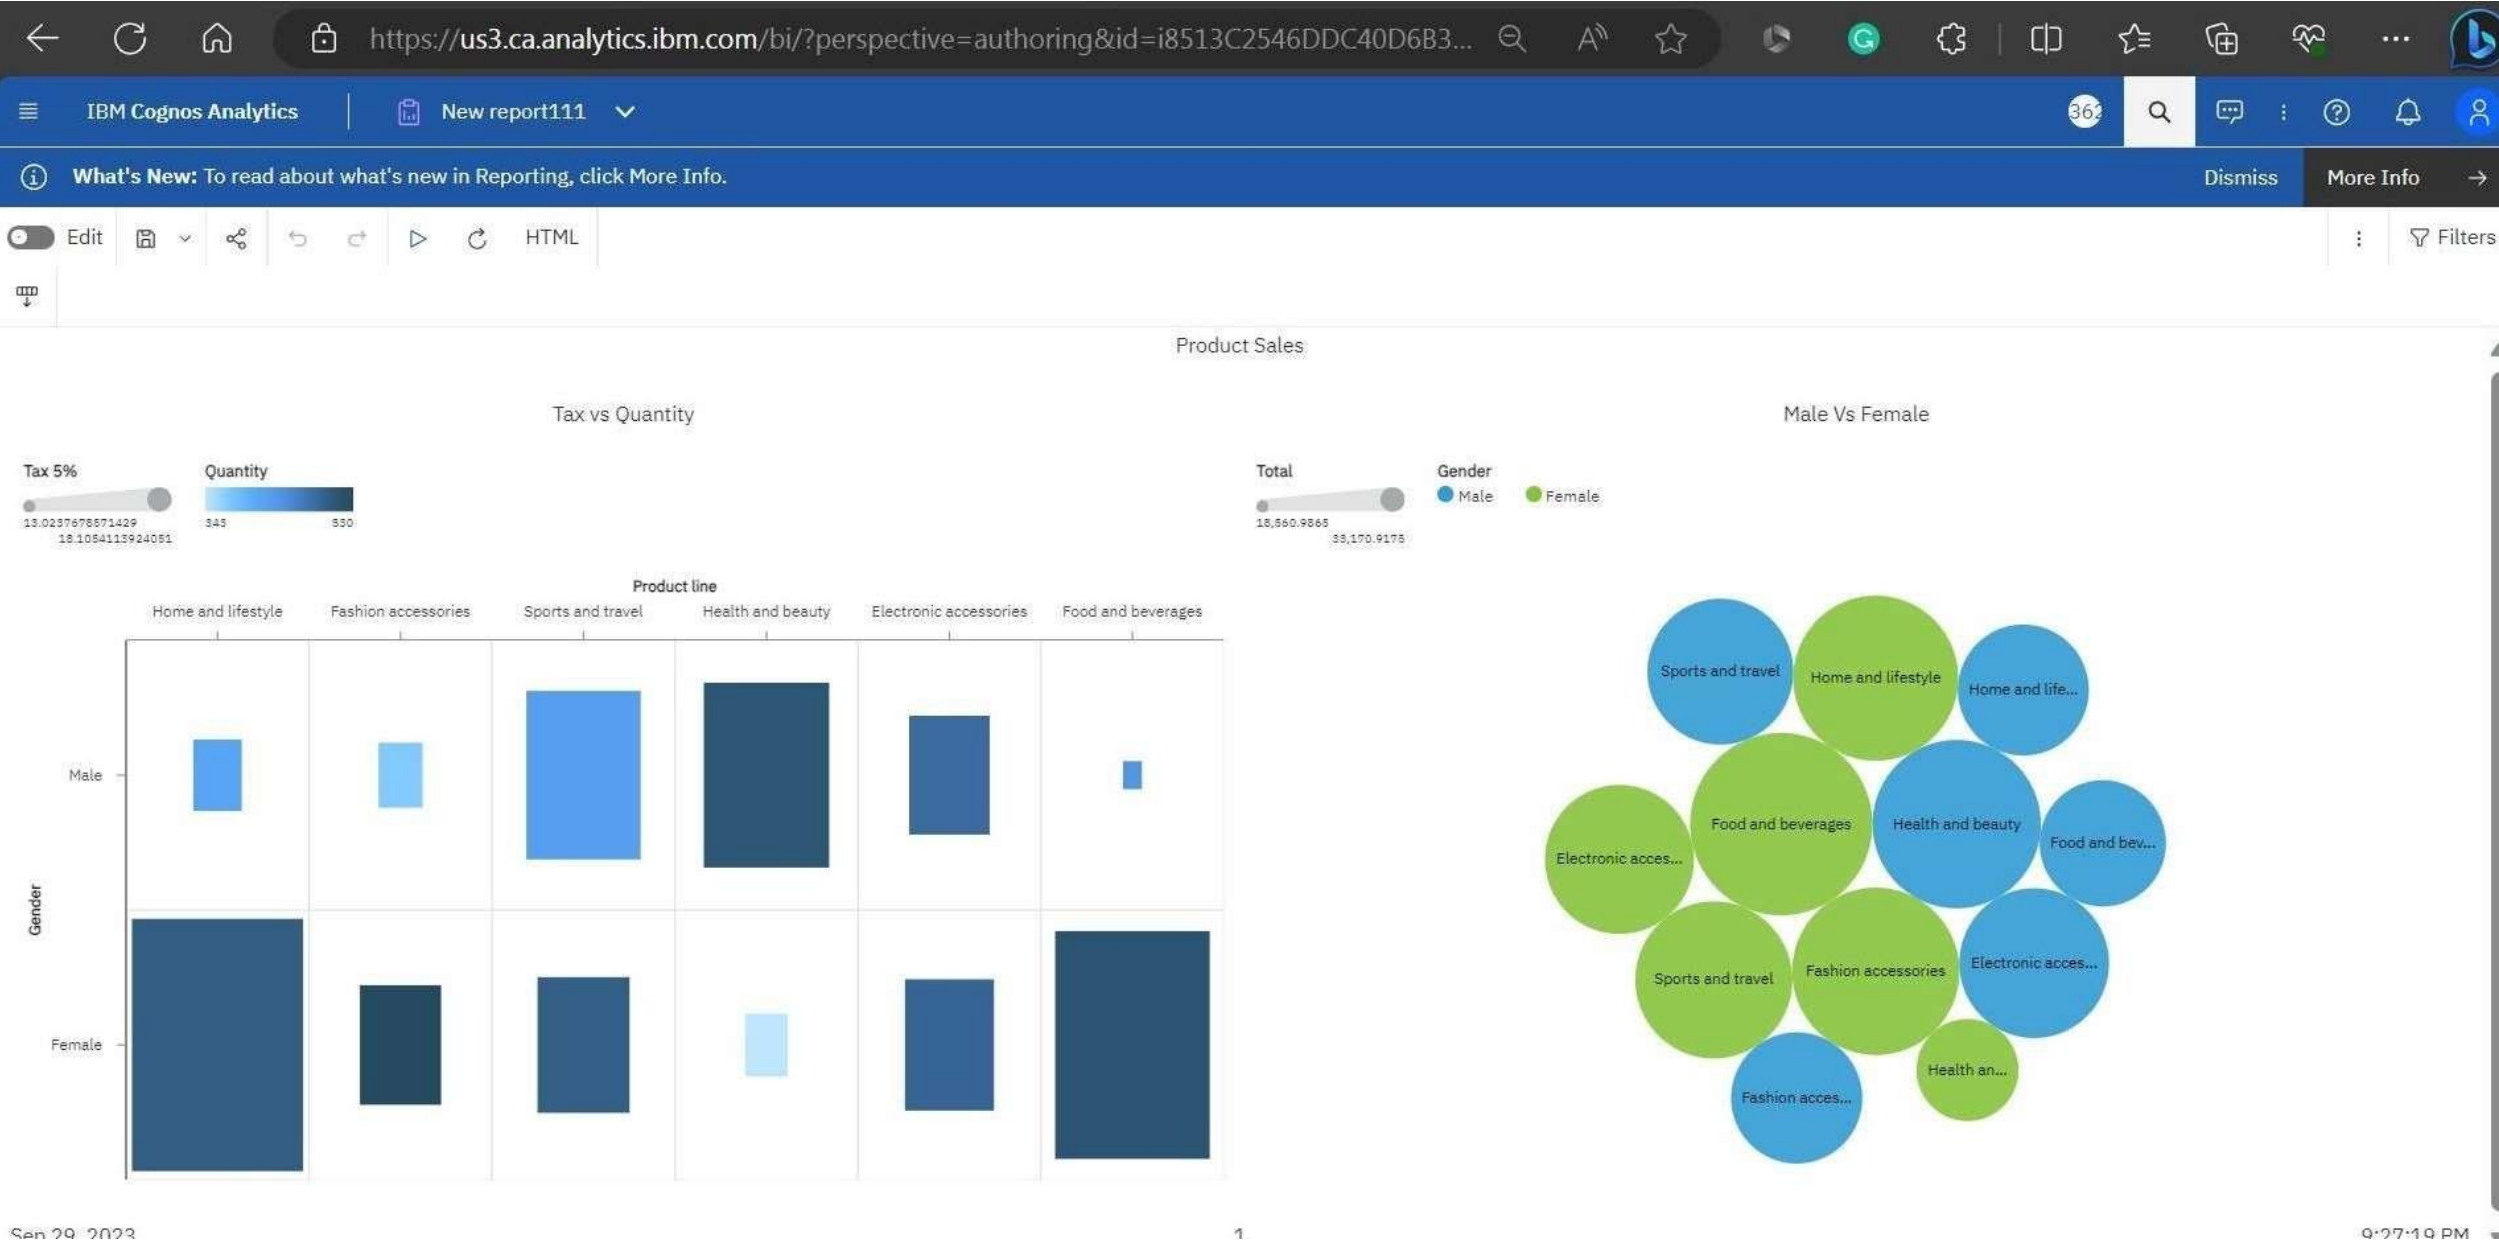 https://us3.ca.analytics.ibm.com/bi/?perspective=authoring&id=i8513C2546DDC40D6B3...
IBM Cognos Analytics
New report111
362
What's New: To read about what's new in Reporting, click More Info.
Dismiss
More Info
Edit
HTML
Filters
Product Sales
Tax vs Quantity
Tax 5%
Quantity
13.0237678571429
18.1054113924051
345
530
Product line
Home and lifestyle
Fashion accessories
Sports and travel
Health and beauty
Electronic accessories
Food and beverages
Gender
Male
Female
Male Vs Female
Total
Gender
18,560.9865
33,170.9175
Male
Female
Sports and travel
Home and lifestyle
Home and life...
Food and beverages
Health and beauty
Food and bev...
Electronic acces...
Sports and travel
Fashion accessories
Electronic acces...
Health an...
Fashion acces...
Sep 29, 2023
1
9:27:19 PM